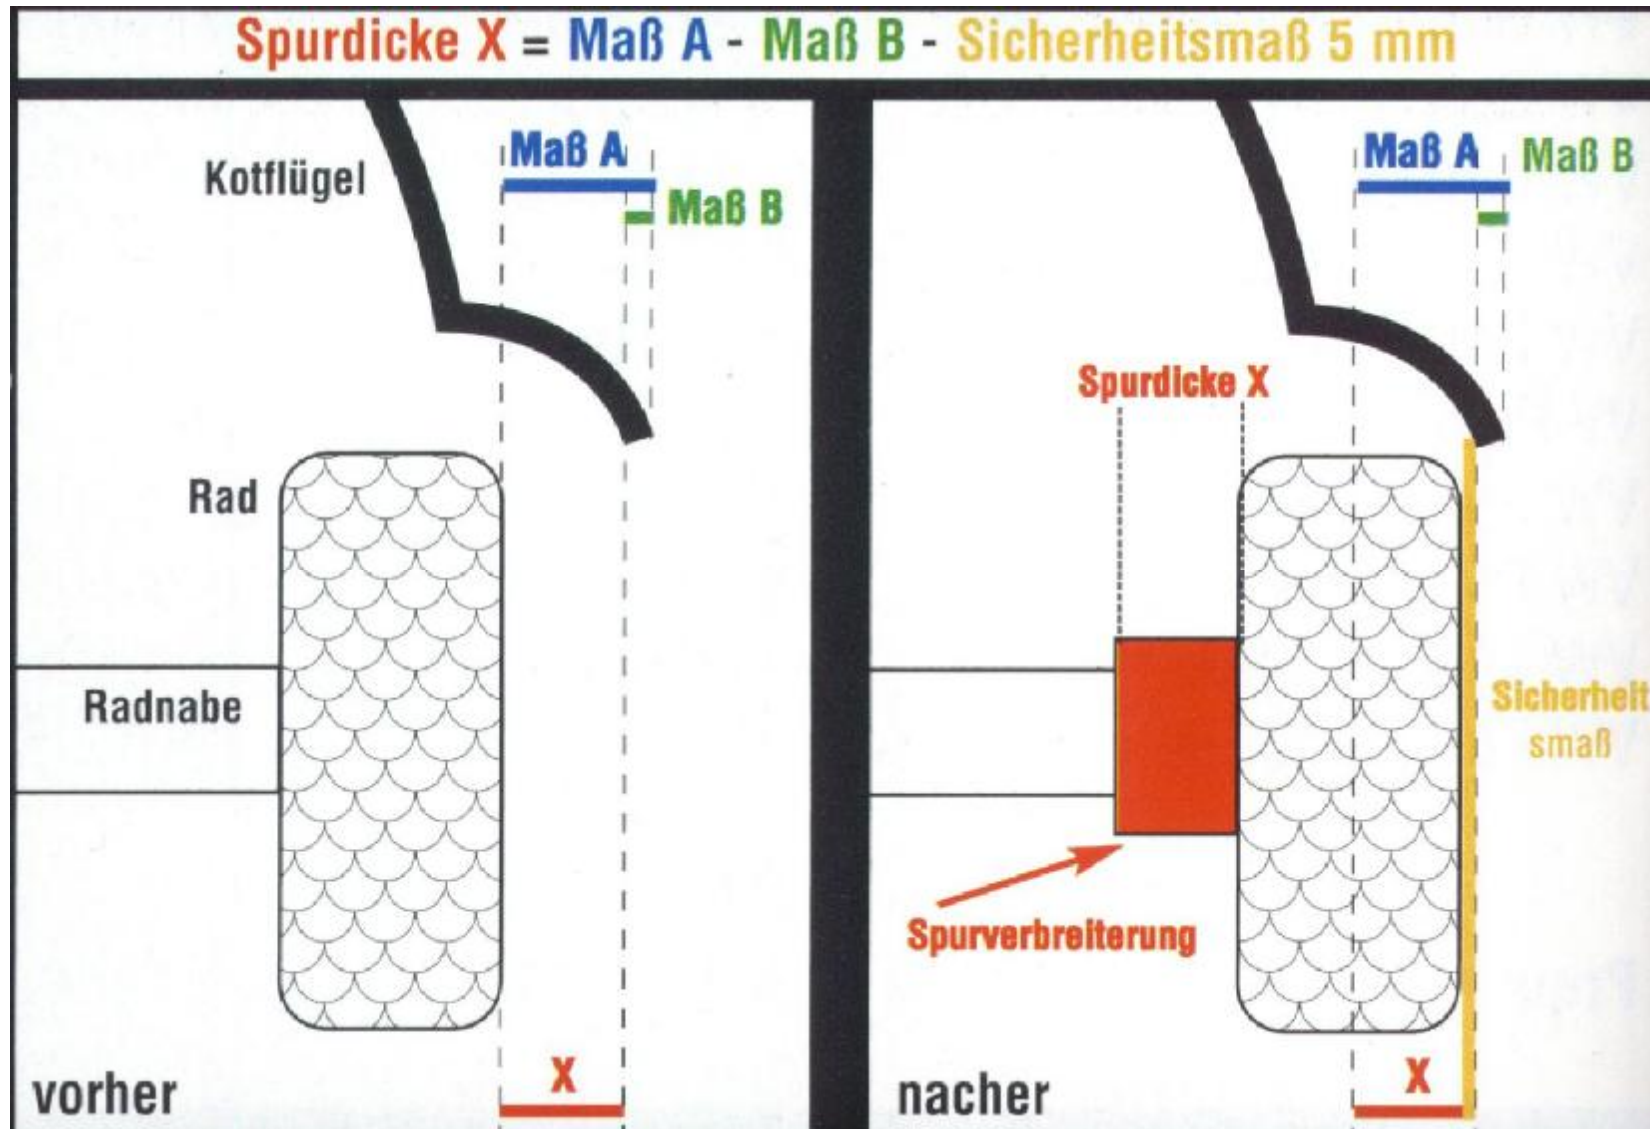 Spurdicke X = Maß A - Maß B - Sicherheitsmaß 5 mm
Kotflügel
Maß A
Maß B
Rad
Radnabe
X
vorher
Maß A
Maß B
Spurdicke X
Sicherheit
smaß
Spurverbreiterung
X
nacher